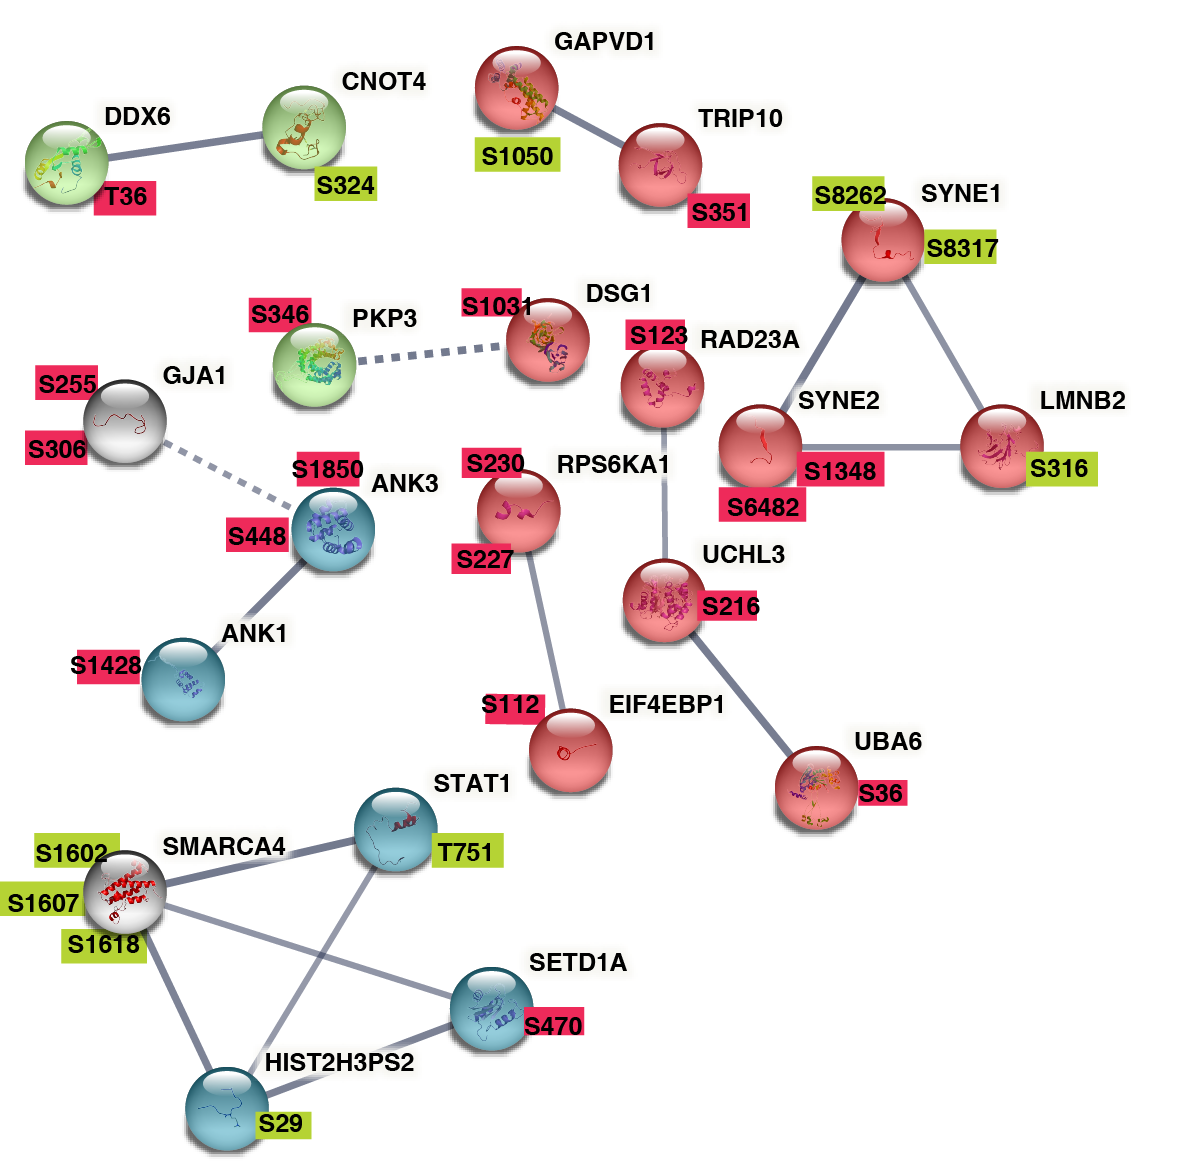 GAPVD1
CNOT4
DDX6
TRIP10
S1050
S324
T36
S351
S8262
SYNE1
S8317
S1031
DSG1
S346
PKP3
S123
RAD23A
GJA1
S255
SYNE2
LMNB2
S306
S1850
ANK3
S230
RPS6KA1
S1348
S316
S6482
S448
S227
UCHL3
S216
ANK1
S1428
S112
EIF4EBP1
UBA6
STAT1
S36
SMARCA4
S1602
T751
S1607
S1618
SETD1A
S470
HIST2H3PS2
S29